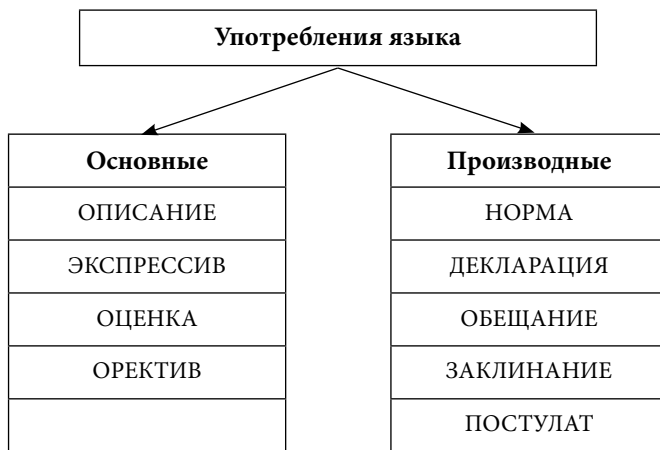 Употребления языка
Основные
ОПИСАНИЕ
ЭКСПРЕССИВ
ОЦЕНКА
ОРЕКТИВ
Производные
НОРМА
ДЕКЛАРАЦИЯ
ОБЕЩАНИЕ
ЗАКЛИНАНИЕ
ПОСТУЛАТ